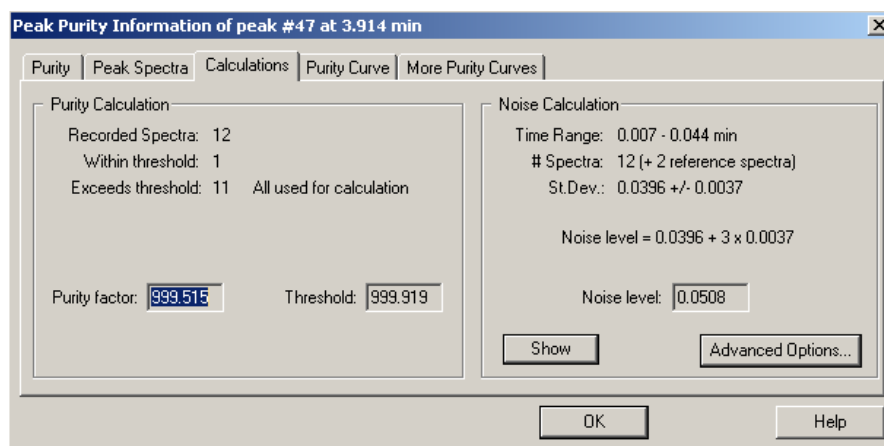 Peak Purity Information of peak #47 at 3.914 min
Purity Peak Spectra Calculations Purity Curve More Purity Curves
Purity Calculation
Recorded Spectra: 12
Within threshold: 1
Exceeds threshold: 11 All used for calculation
Purity factor: 999.515 Threshold: 999.919
Noise Calculation
Time Range: 0.007 - 0.044 min
# Spectra: 12 (+ 2 reference spectra)
St.Dev.: 0.0396 +/- 0.0037
Noise level = 0.0396 + 3 x 0.0037
Noise level: 0.0508
Show Advanced Options...
OK Help